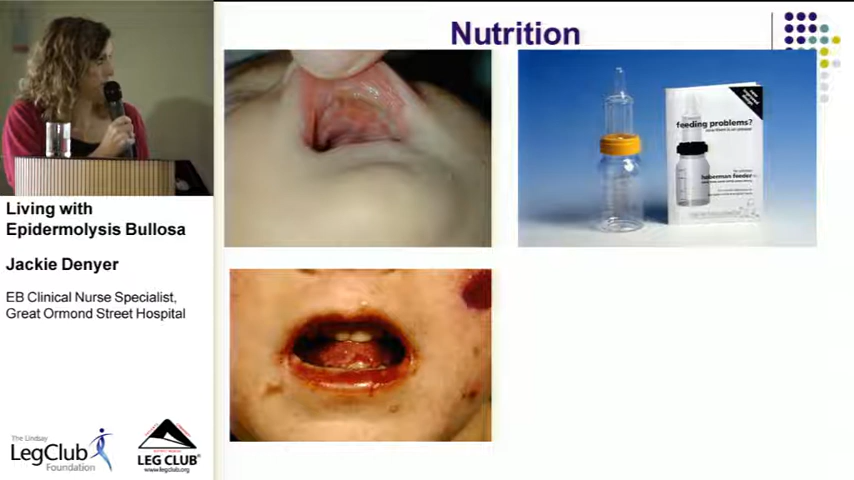 Nutrition
feeding problems?
haberman feeder
Living with
Epidermolysis Bullosa
Jackie Denyer
EB Clinical Nurse Specialist,
Great Ormond Street Hospital
The Lindsay
LegClub
Foundation
LEG CLUB®
www.legclub.org